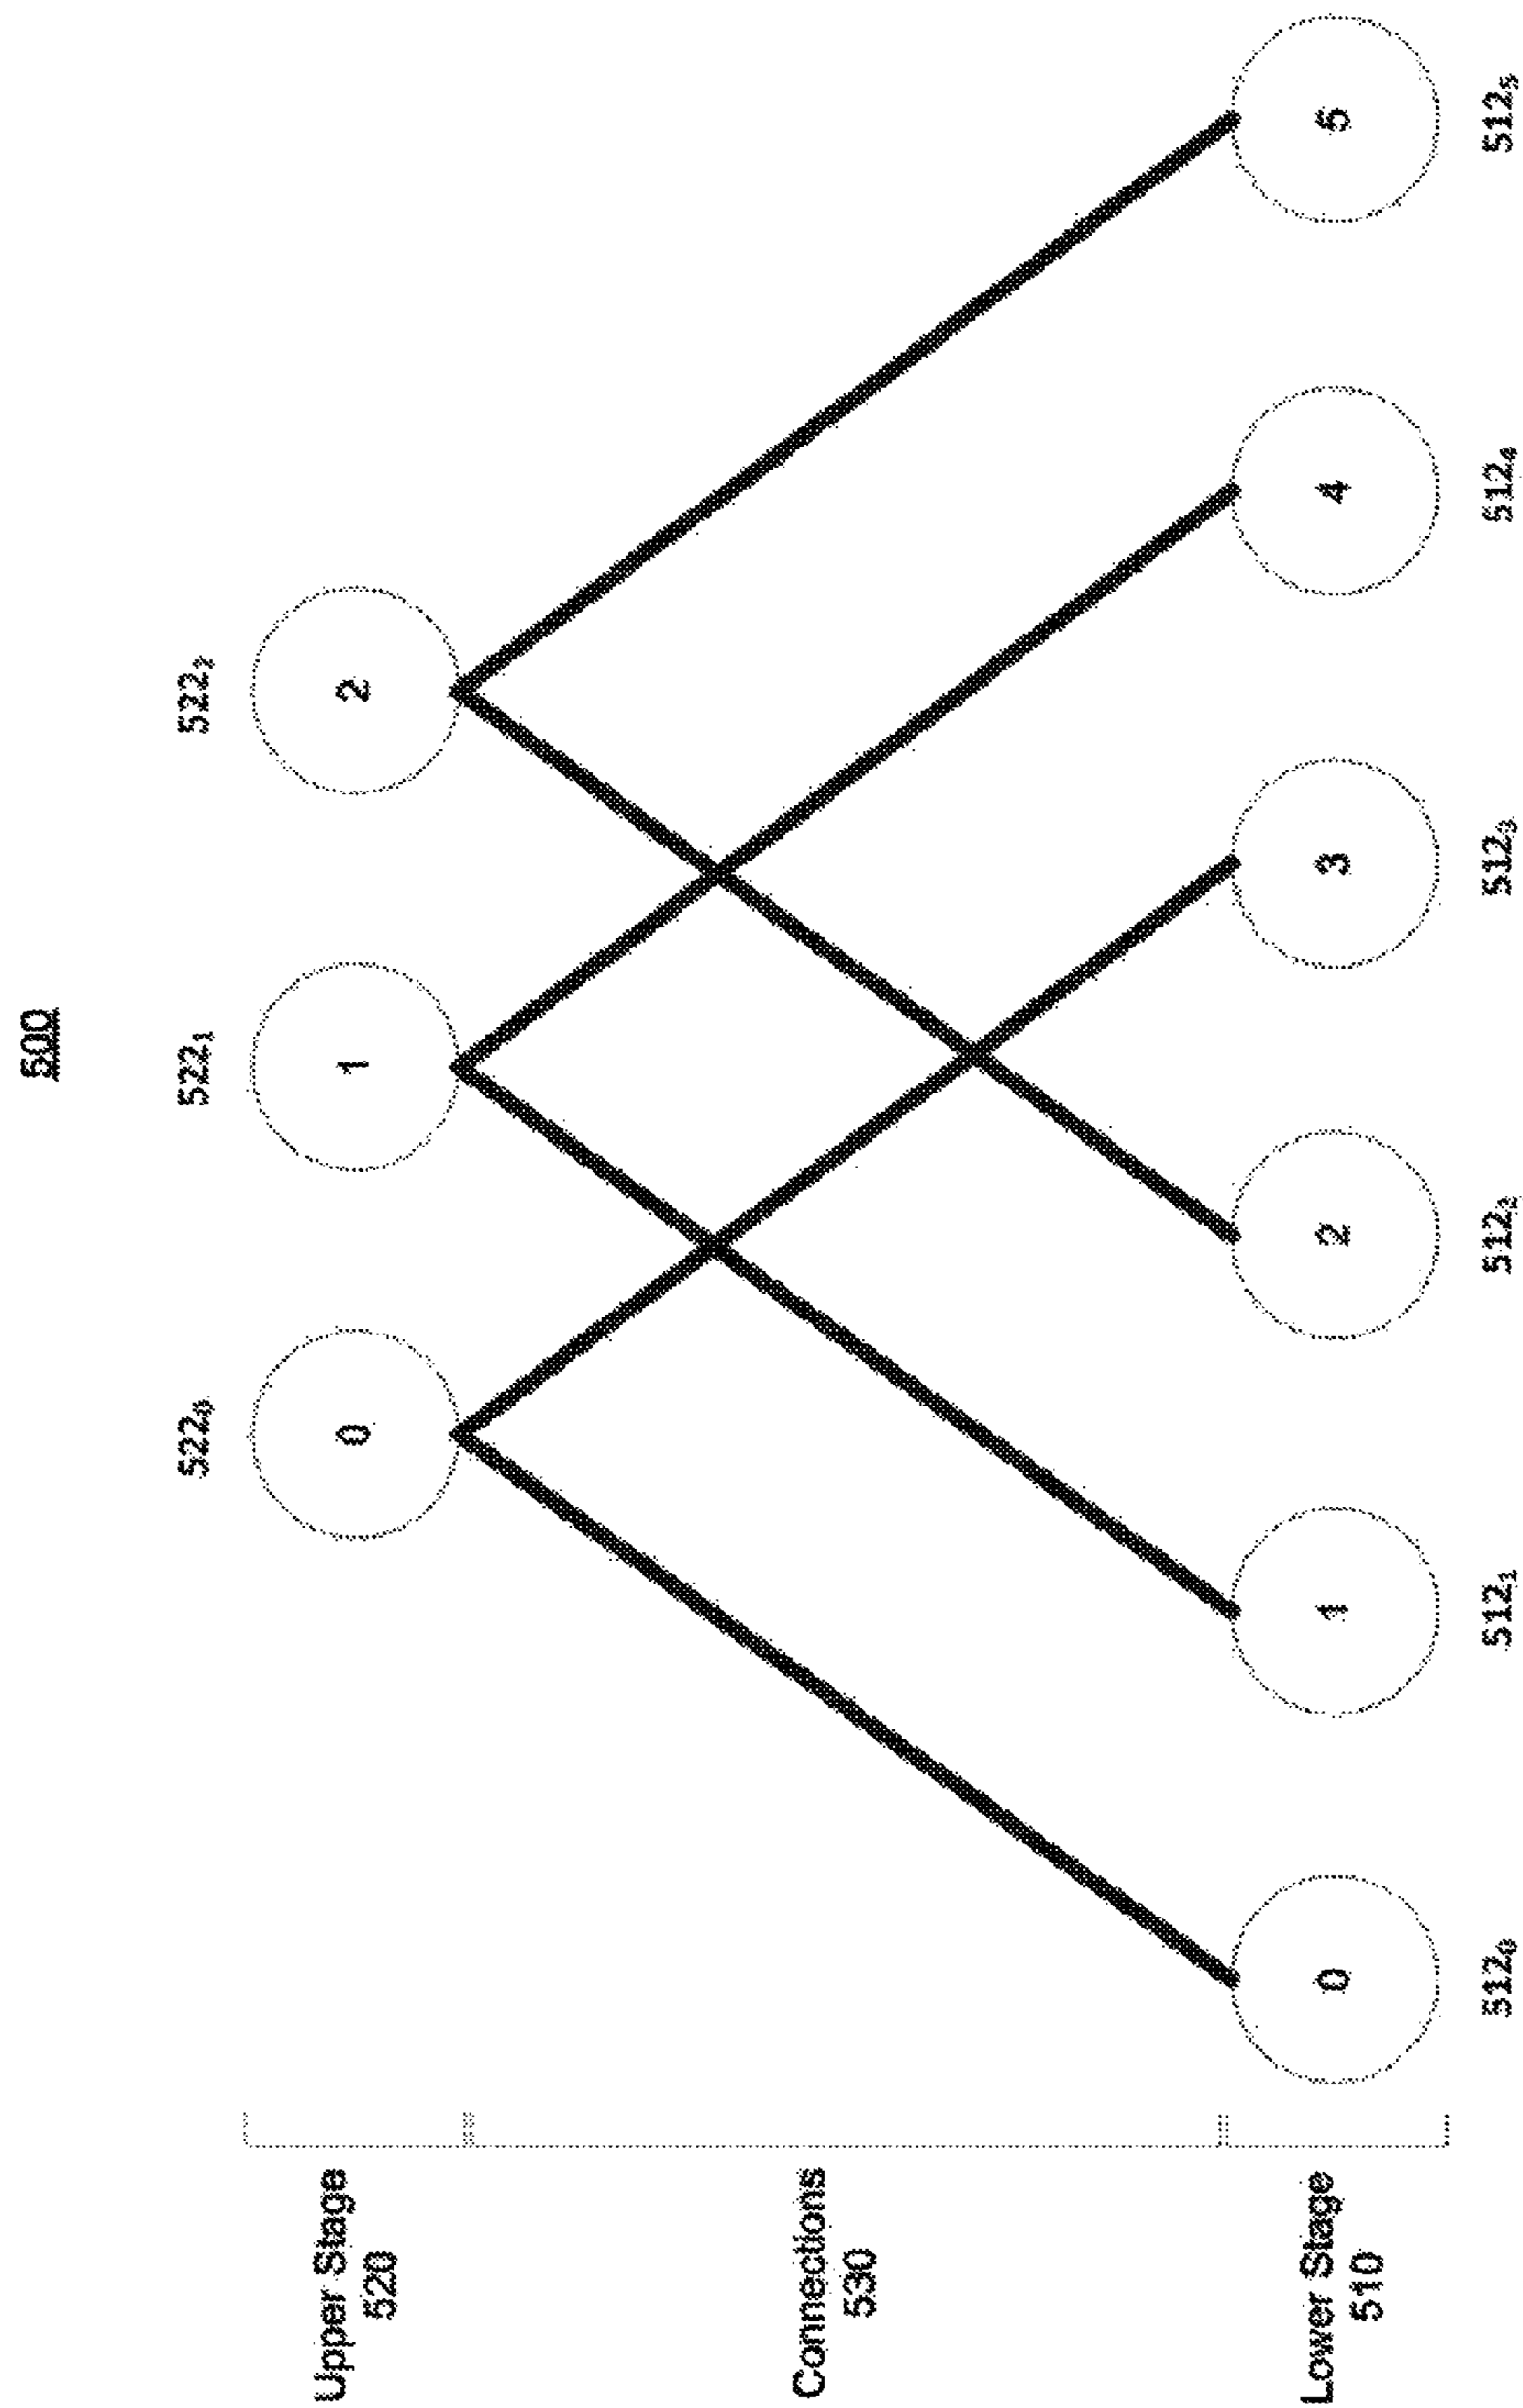 500
522₀ 522₁ 522₂
Upper Stage
520
0 1 2
Connections
530
Lower Stage
510
0 1 2 3 4 5
512₀ 512₁ 512₂ 512₃ 512₄ 512₅